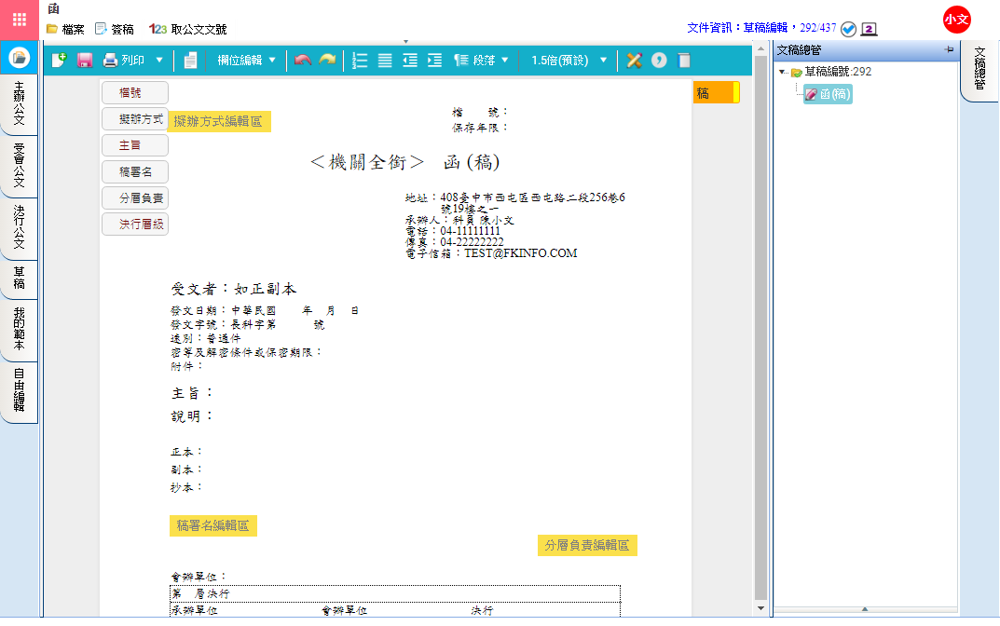 函
檔案 簽稿 123 取公文文號
文件資訊：草稿編輯，292/437 2
小文
列印 欄位編輯 段落 1.5倍(預設)
主辦公文
受會公文
決行公文
草稿
我的範本
自由編輯
檔號
擬辦方式
主旨
稿署名
分層負責
決行層級
擬辦方式編輯區
檔　　號：
保存年限：
＜機關全銜＞　函(稿)
地址：408臺中市西屯區西屯路二段256巷6
號19樓之一
承辦人：科員 陳小文
電話：04-11111111
傳真：04-22222222
電子信箱：TEST@FKINFO.COM
受文者：如正副本
發文日期：中華民國　　年　月　日
發文字號：長科字第　　　號
速別：普通件
密等及解密條件或保密期限：
附件：
主旨：
說明：
正本：
副本：
抄本：
稿署名編輯區
分層負責編輯區
會辦單位：
第　層決行
承辦單位　　會辦單位　　決行
稿
文稿總管
草稿編號:292
函(稿)
文稿總管